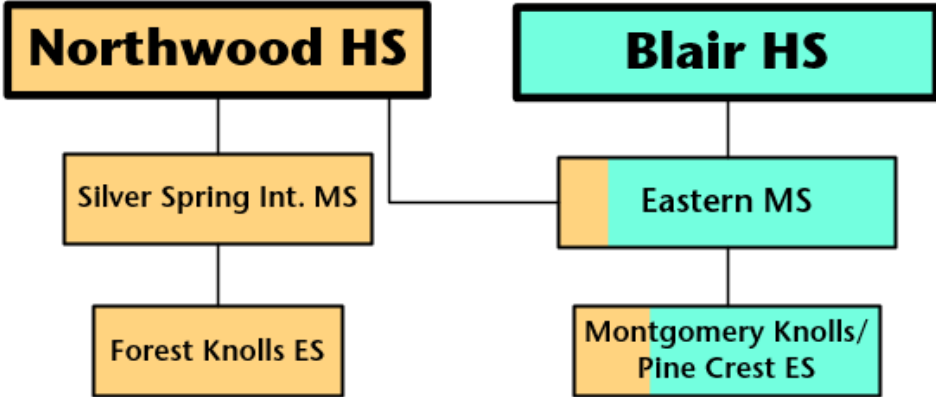 Northwood HS
Blair HS
Silver Spring Int. MS
Eastern MS
Forest Knolls ES
Montgomery Knolls/
Pine Crest ES